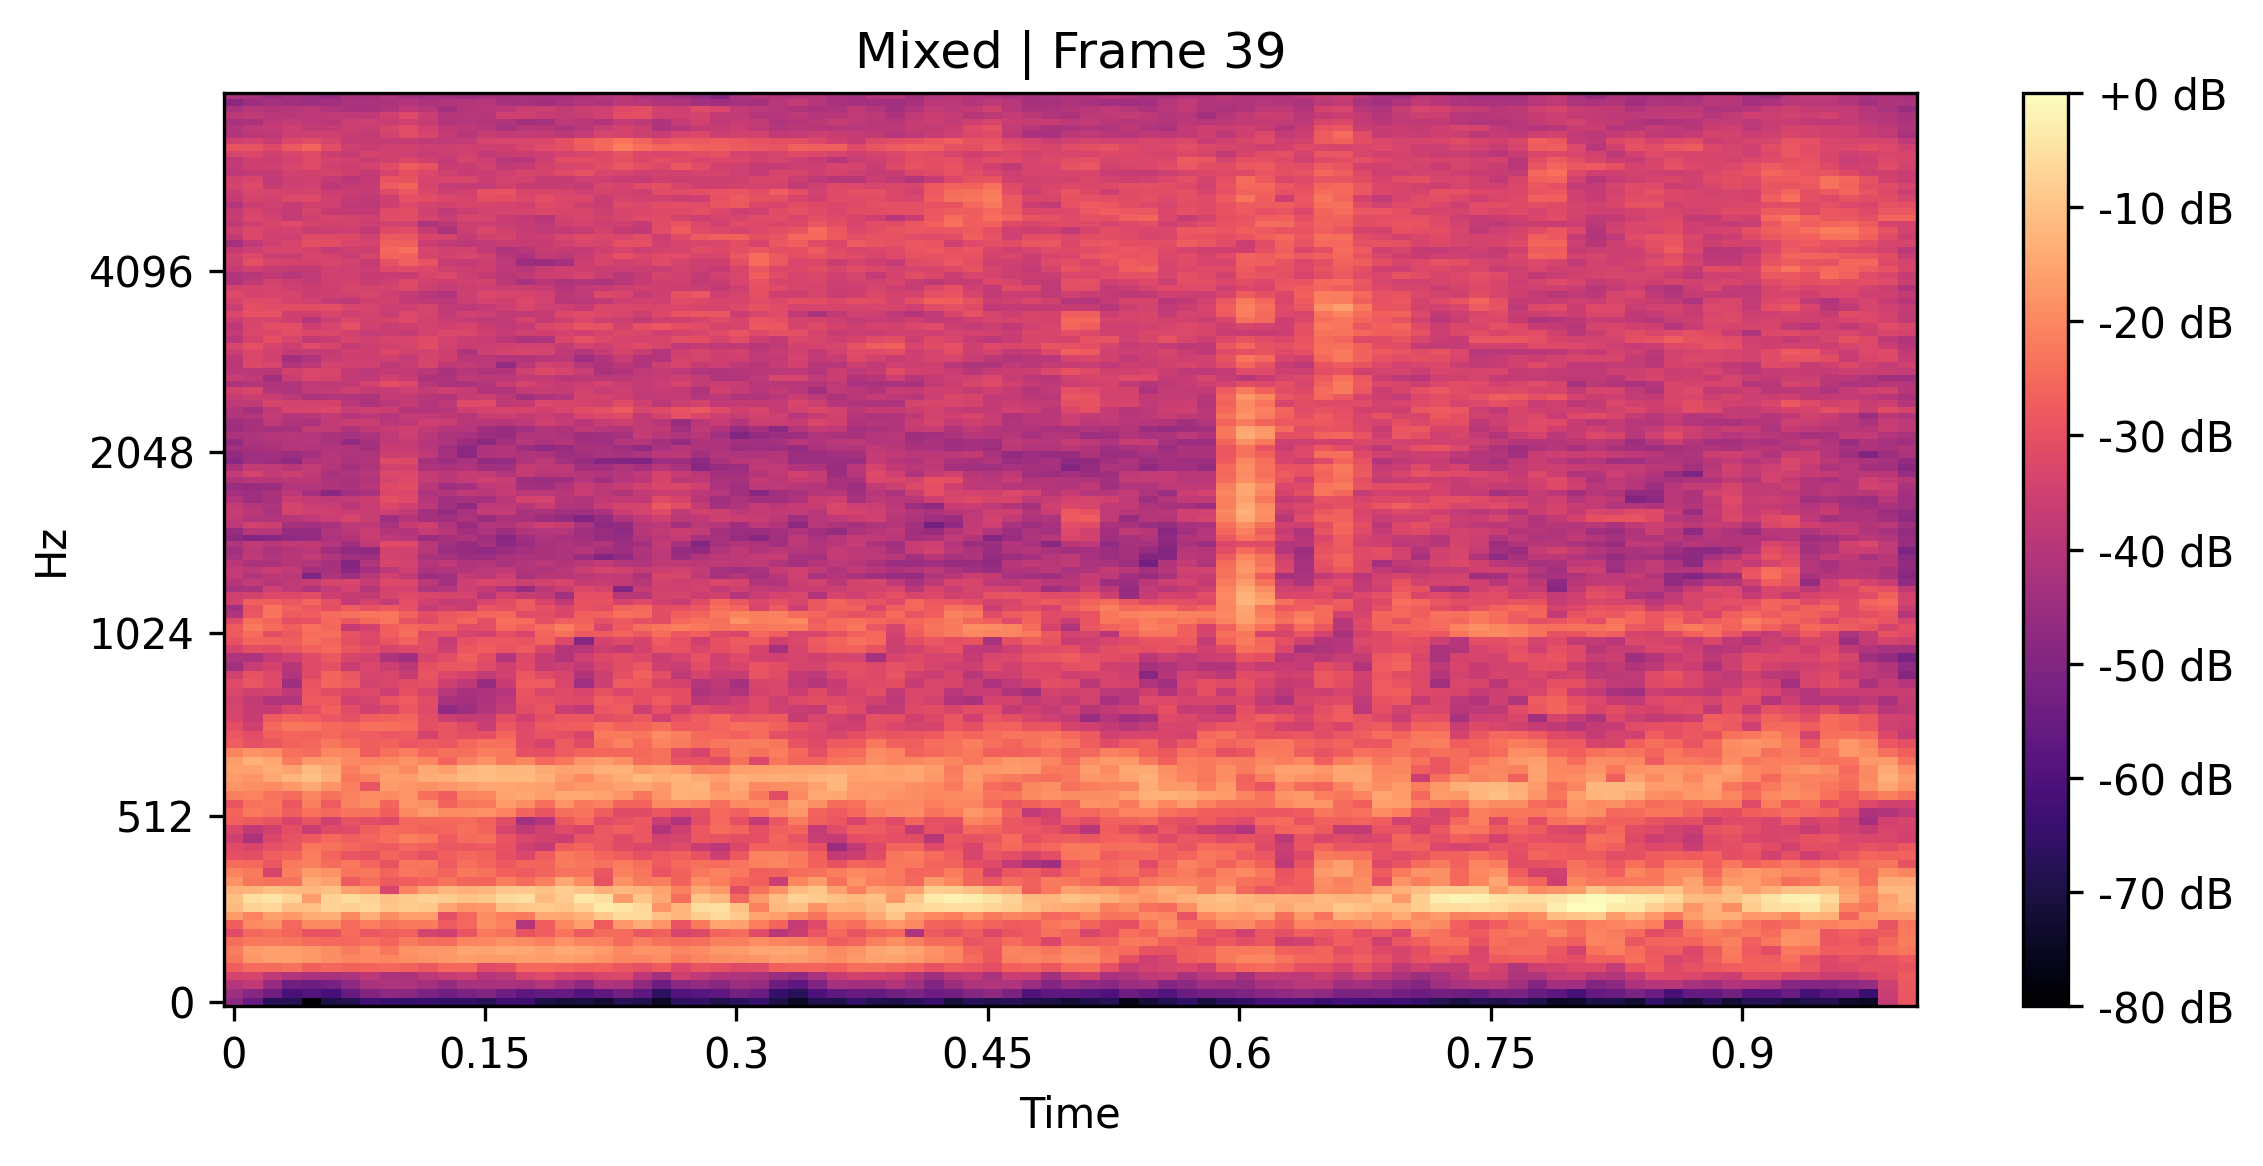 Mixed | Frame 39
+0 dB
-10 dB
-20 dB
-30 dB
-40 dB
-50 dB
-60 dB
-70 dB
-80 dB
4096
2048
1024
512
0
Hz
0 0.15 0.3 0.45 0.6 0.75 0.9
Time